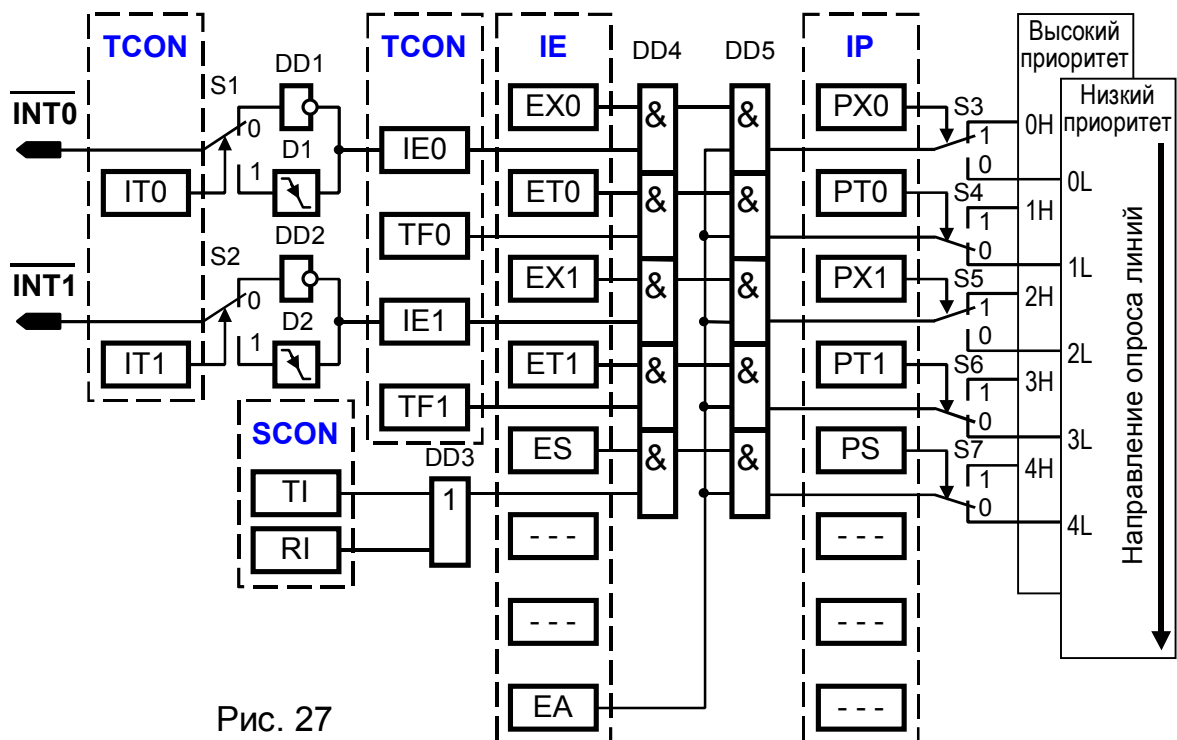 TCON
TCON
IE
DD4
DD5
IP
Высокий
приоритет
Низкий
приоритет
Направление опроса линий
INT0
S1
DD1
0
1
D1
IT0
INT1
S2
DD2
0
1
D2
IT1
IE0
TF0
IE1
TF1
SCON
TI
RI
DD3
1
EX0
ET0
EX1
ET1
ES
- - -
- - -
EA
&
&
&
&
&
&
&
&
&
&
PX0
PT0
PX1
PT1
PS
- - -
- - -
- - -
S3
1
0
S4
1
0
S5
1
0
S6
1
0
S7
1
0
0H
0L
1H
1L
2H
2L
3H
3L
4H
4L
Рис. 27